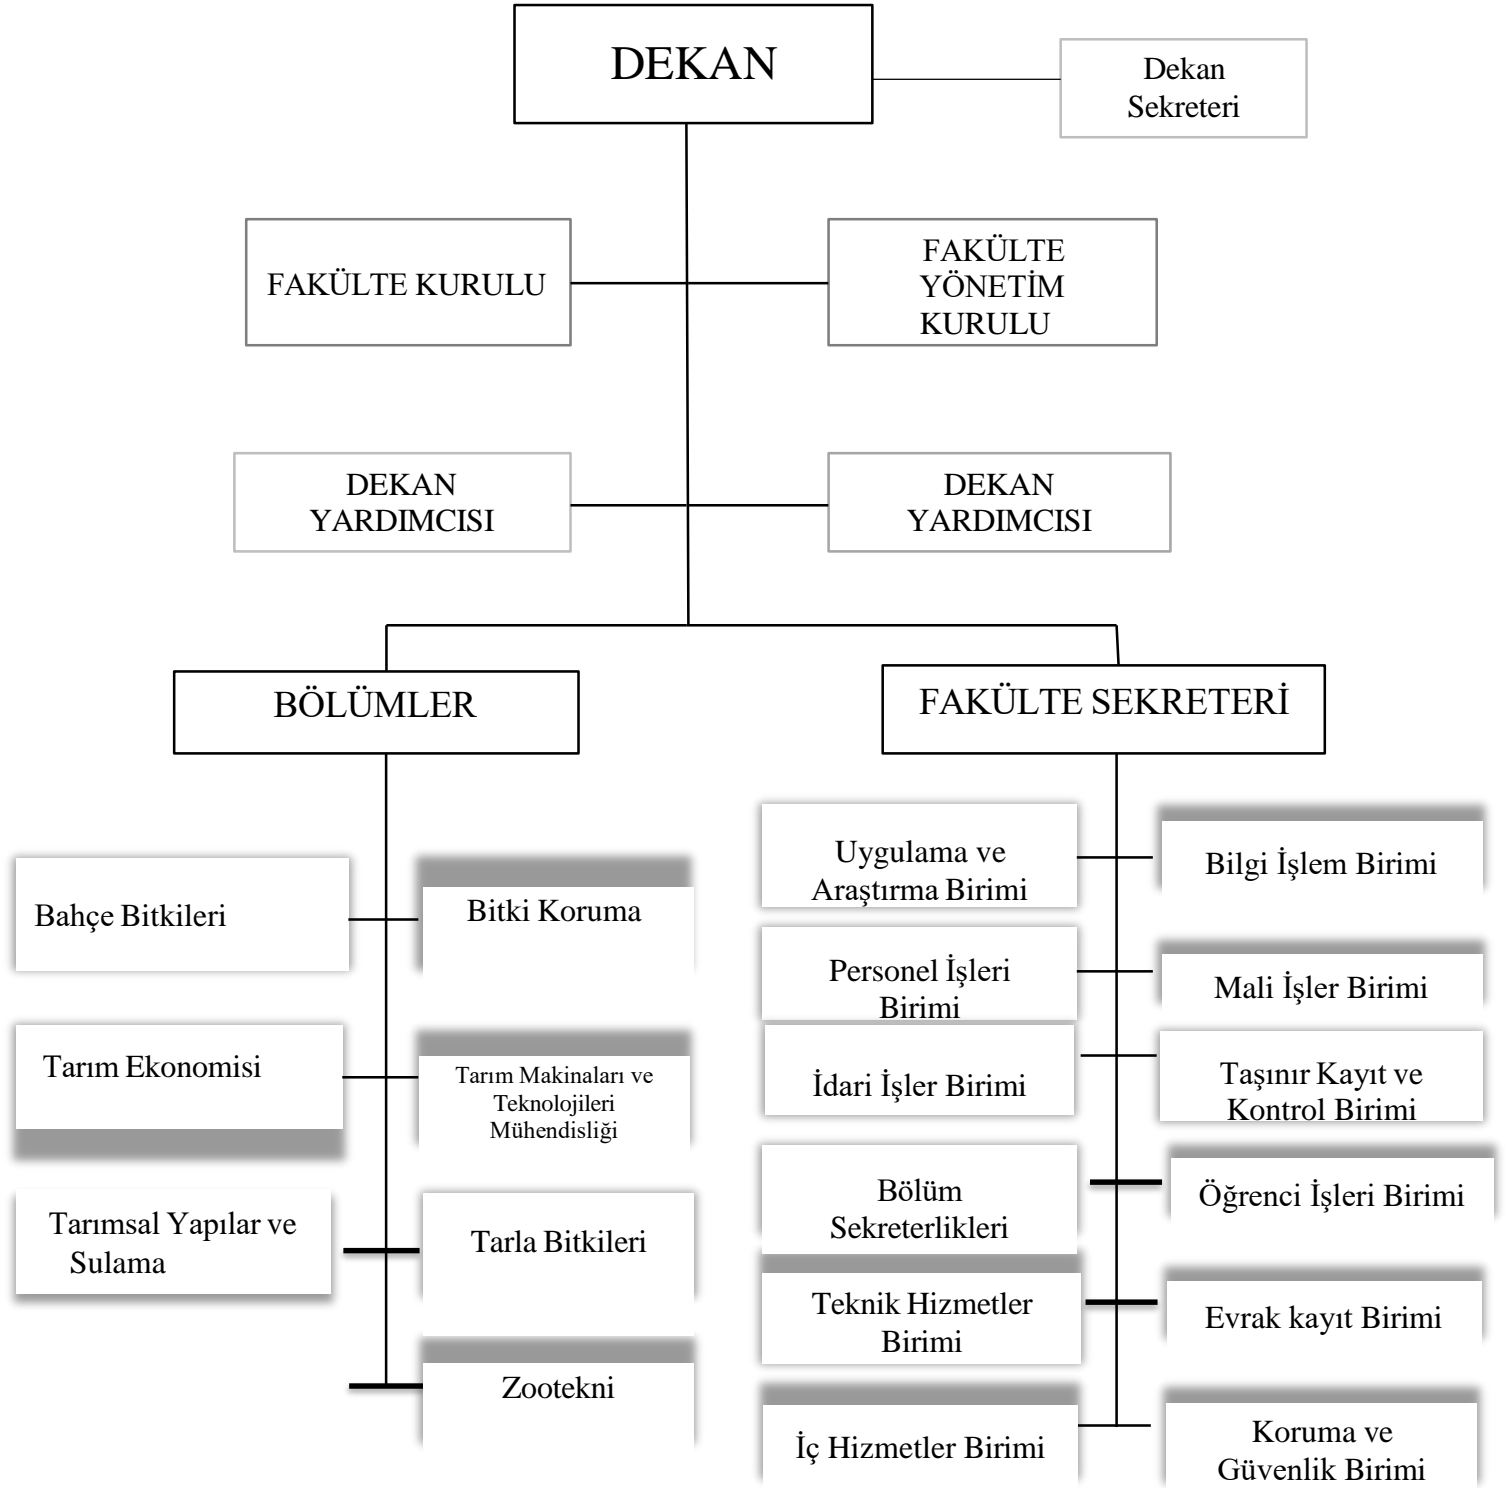 DEKAN
Dekan
Sekreteri
FAKÜLTE KURULU
FAKÜLTE
YÖNETİM
KURULU
DEKAN
YARDIMCISI
DEKAN
YARDIMCISI
BÖLÜMLER
FAKÜLTE SEKRETERİ
Bahçe Bitkileri
Bitki Koruma
Tarım Ekonomisi
Tarım Makinaları ve
Teknolojileri
Mühendisliği
Tarımsal Yapılar ve
Sulama
Tarla Bitkileri
Zootekni
Uygulama ve
Araştırma Birimi
Bilgi İşlem Birimi
Personel İşleri
Birimi
Mali İşler Birimi
İdari İşler Birimi
Taşınır Kayıt ve
Kontrol Birimi
Bölüm
Sekreterlikleri
Öğrenci İşleri Birimi
Teknik Hizmetler
Birimi
Evrak kayıt Birimi
İç Hizmetler Birimi
Koruma ve
Güvenlik Birimi